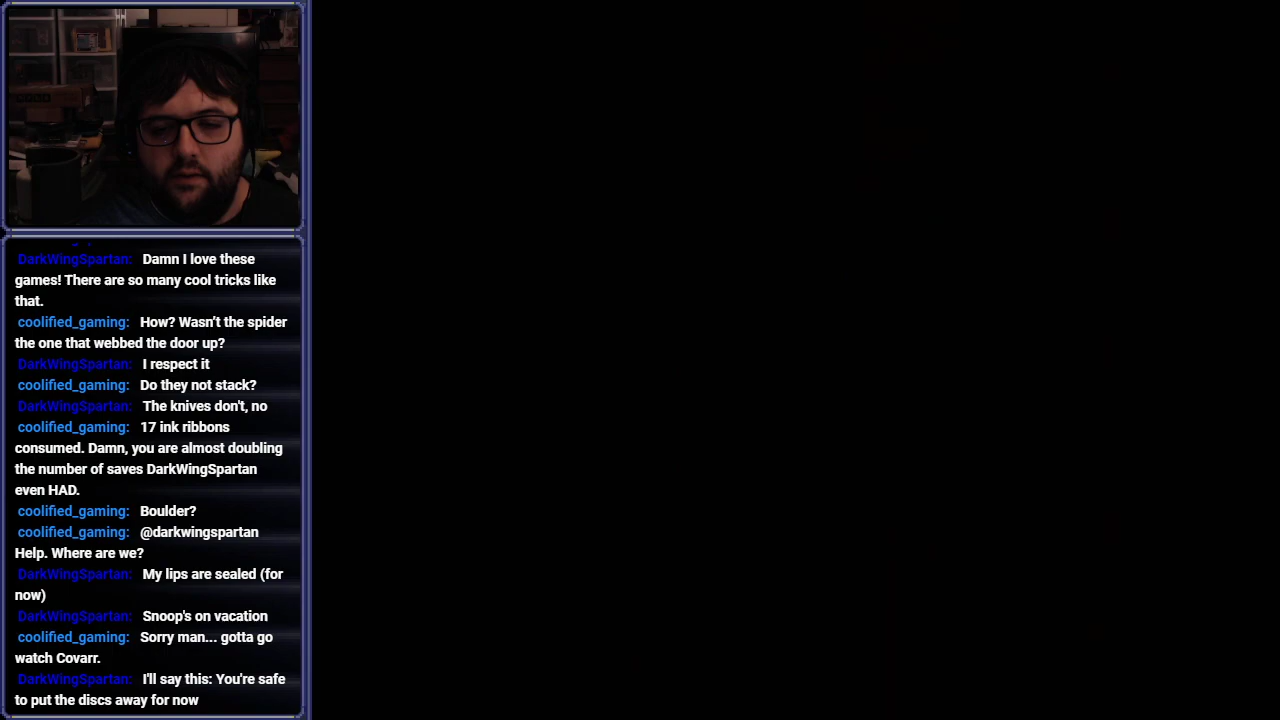 DarkWingSpartan: Damn I love these
games! There are so many cool tricks like
that.
coolified_gaming: How? Wasn't the spider
the one that webbed the door up?
DarkWingSpartan: I respect it
coolified_gaming: Do they not stack?
DarkWingSpartan: The knives don't, no
coolified_gaming: 17 ink ribbons
consumed. Damn, you are almost doubling
the number of saves DarkWingSpartan
even HAD.
coolified_gaming: Boulder?
coolified_gaming: @darkwingspartan
Help. Where are we?
DarkWingSpartan: My lips are sealed (for
now)
DarkWingSpartan: Snoop's on vacation
coolified_gaming: Sorry man... gotta go
watch Covarr.
DarkWingSpartan: I'll say this: You're safe
to put the discs away for now